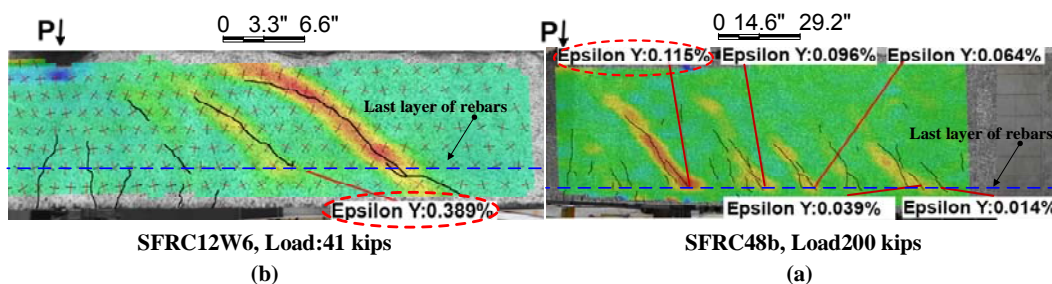 P 0 3.3" 6.6"
Last layer of rebars
Epsilon Y:0.389%
SFRC12W6, Load:41 kips
(b)
P 0 14.6" 29.2"
Epsilon Y:0.115% Epsilon Y:0.096% Epsilon Y:0.064%
Last layer of rebars
Epsilon Y:0.039% Epsilon Y:0.014%
SFRC48b, Load200 kips
(a)